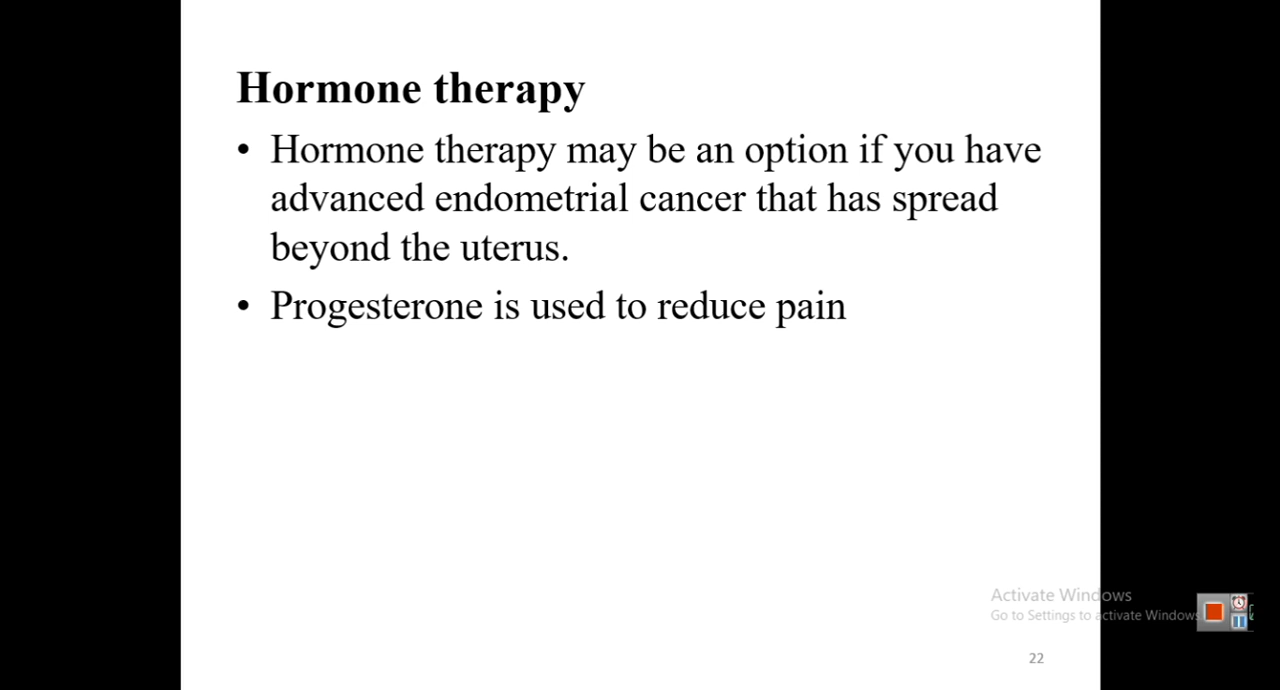 Hormone therapy
• Hormone therapy may be an option if you have
advanced endometrial cancer that has spread
beyond the uterus.
• Progesterone is used to reduce pain
Activate Windows
Go to Settings to activate Windows
22